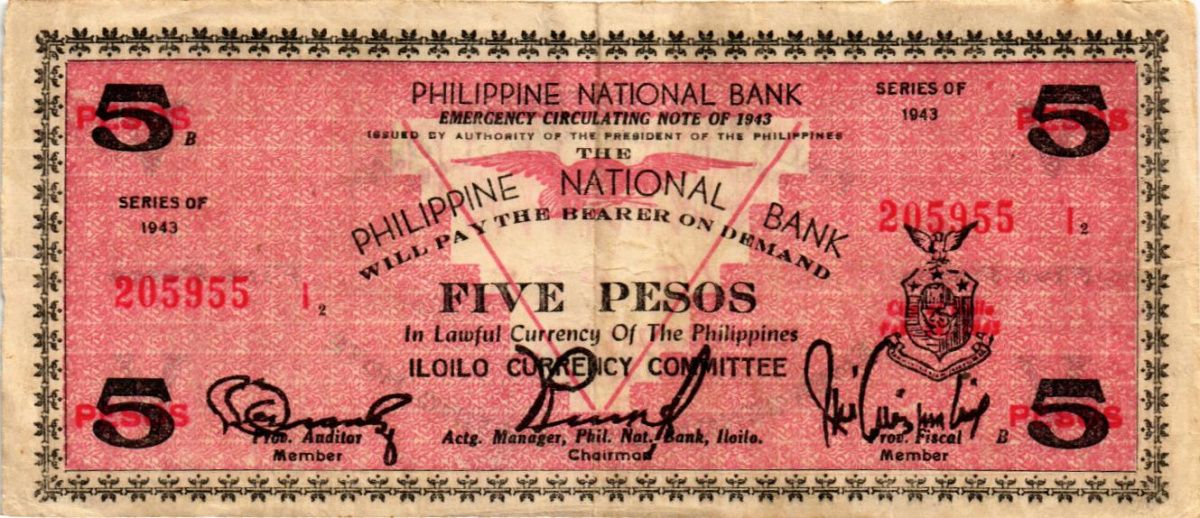 PHILIPPINE NATIONAL BANK
EMERGENCY CIRCULATING NOTE OF 1943
ISSUED BY AUTHORITY OF THE PRESIDENT OF THE PHILIPPINES
SERIES OF
1943
5
PESOS
B
5
PESOS
THE
PHILIPPINE NATIONAL BANK
WILL PAY THE BEARER ON DEMAND
SERIES OF
1943
205955 I2
205955 I2
FIVE PESOS
In Lawful Currency Of The Philippines
ILOILO CURRENCY COMMITTEE
5
PESOS
5
PESOS
B
Prov. Auditor
Member
Actg. Manager, Phil. Nat. Bank, Iloilo.
Chairman
Prov. Fiscal
Member